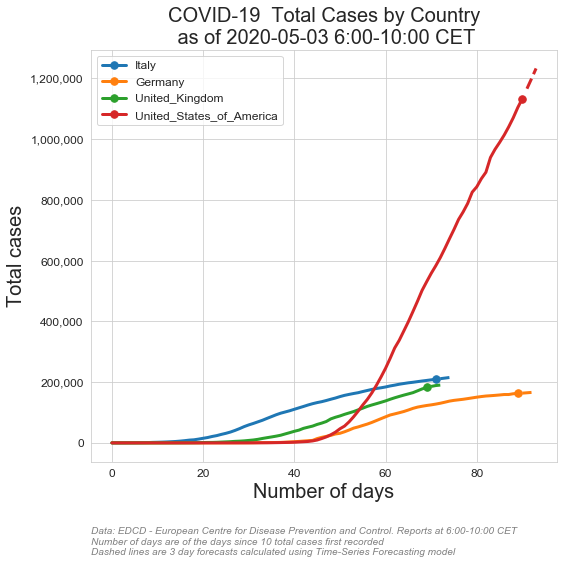 COVID-19  Total Cases by Country
as of 2020-05-03 6:00-10:00 CET
Italy
Germany
United_Kingdom
United_States_of_America
Total cases
1,200,000
1,000,000
800,000
600,000
400,000
200,000
0
0 20 40 60 80
Number of days
Data: EDCD - European Centre for Disease Prevention and Control. Reports at 6:00-10:00 CET
Number of days are of the days since 10 total cases first recorded
Dashed lines are 3 day forecasts calculated using Time-Series Forecasting model